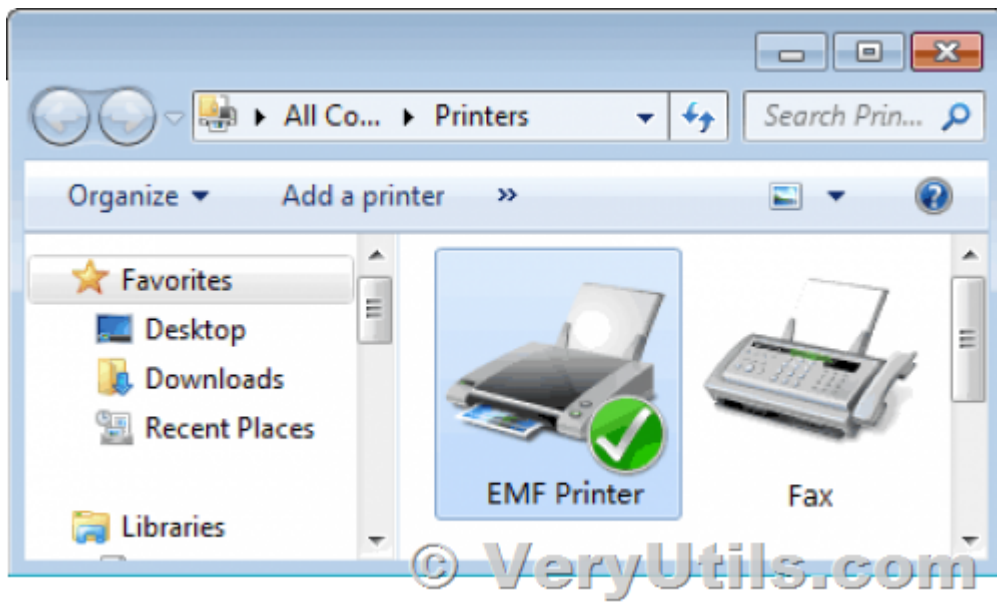 All Co... Printers Search Prin...
Organize Add a printer »
Favorites
Desktop
Downloads
Recent Places
Libraries
EMF Printer Fax
© VeryUtils.com